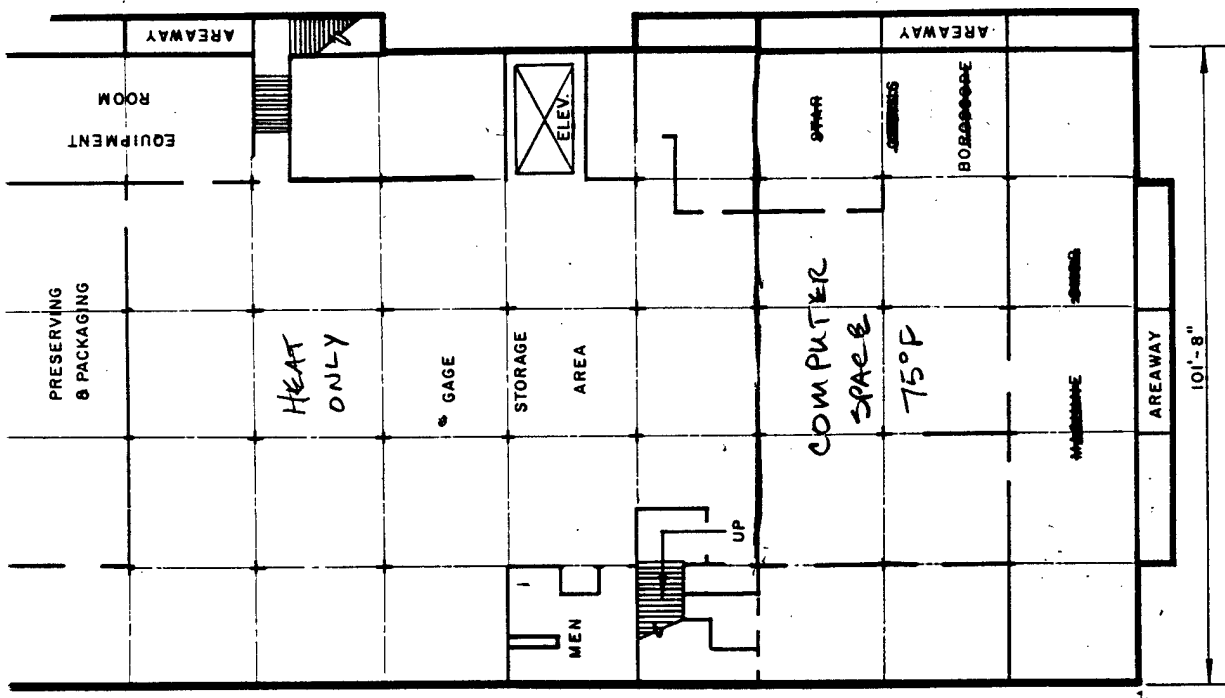 AREAWAY
AREAWAY
EQUIPMENT
ROOM
ELEV.
PRESERVING
& PACKAGING
HEAT
ONLY
GAGE
STORAGE
AREA
COMPUTER
SPACE
75°F
AREAWAY
101'-8"
UP
MEN